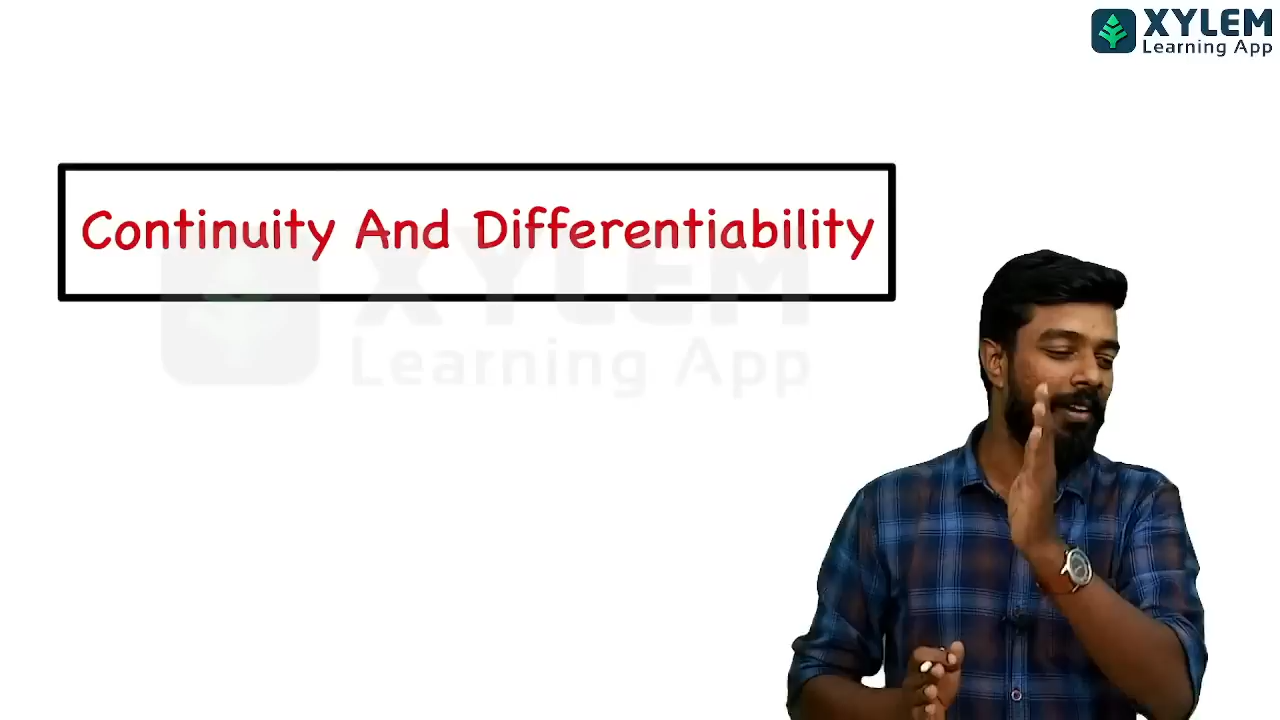 XYLEM
Learning App
Continuity And Differentiability
XYLEM
Learning App